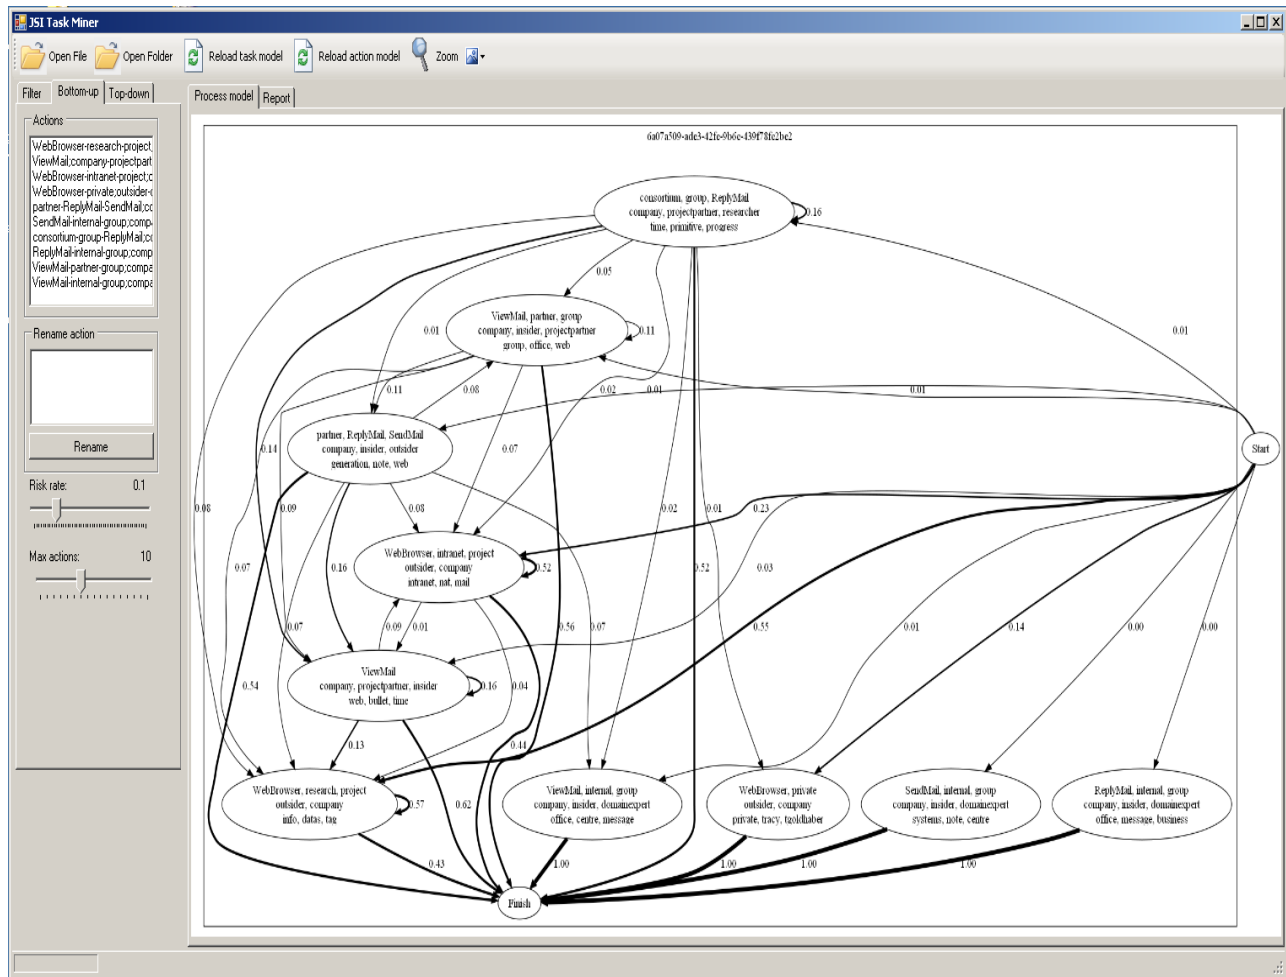 JSI Task Miner
Open File
Open Folder
Reload task model
Reload action model
Zoom
Filter
Bottom-up
Top-down
Process model
Report
Actions
WebBrowser-research-project;
ViewMail;company-projectpart
WebBrowser-intranet-project;c
WebBrowser-private;outsider-c
partner-ReplyMail-SendMail;cc
SendMail-internal-group;compa
consortium-group-ReplyMail;cc
ReplyMail-internal-group;comp
ViewMail-partner-group;compa
ViewMail-internal-group;compa
Rename action
Rename
Risk rate:
0.1
Max actions:
10
6a07a509-ade3-42fe-9b6e-439f78fe2be2
consortium, group, ReplyMail
company, projectpartner, researcher
time, primitive, progress
0.16
0.05
ViewMail, partner, group
company, insider, projectpartner
group, office, web
0.11
0.01
0.01
0.11
0.08
0.02
0.01
0.01
partner, ReplyMail, SendMail
company, insider, outsider
generation, note, web
Start
0.14
0.07
0.08
0.09
0.08
0.02
0.01
0.23
WebBrowser, intranet, project
outsider, company
intranet, nat, mail
0.52
0.07
0.16
0.52
0.03
0.07
0.09
0.01
0.56
0.07
0.55
0.01
0.14
0.00
0.00
ViewMail
company, projectpartner, insider
web, bullet, time
0.16
0.54
0.04
0.13
0.44
0.62
WebBrowser, research, project
outsider, company
info, datas, tag
0.57
ViewMail, internal, group
company, insider, domainexpert
office, centre, message
WebBrowser, private
outsider, company
private, tracy, tgoldhaber
SendMail, internal, group
company, insider, domainexpert
systems, note, centre
ReplyMail, internal, group
company, insider, domainexpert
office, message, business
0.43
1.00
1.00
1.00
1.00
Finish